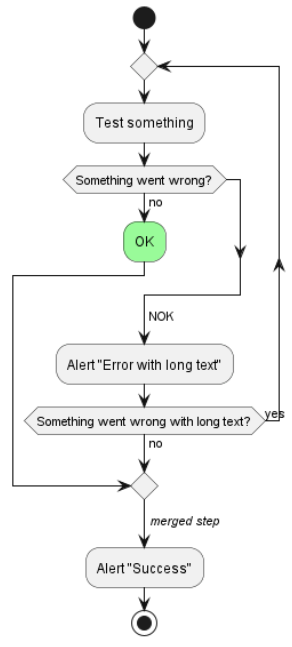 Test something
Something went wrong?
no
OK
NOK
Alert "Error with long text"
Something went wrong with long text?
yes
no
merged step
Alert "Success"